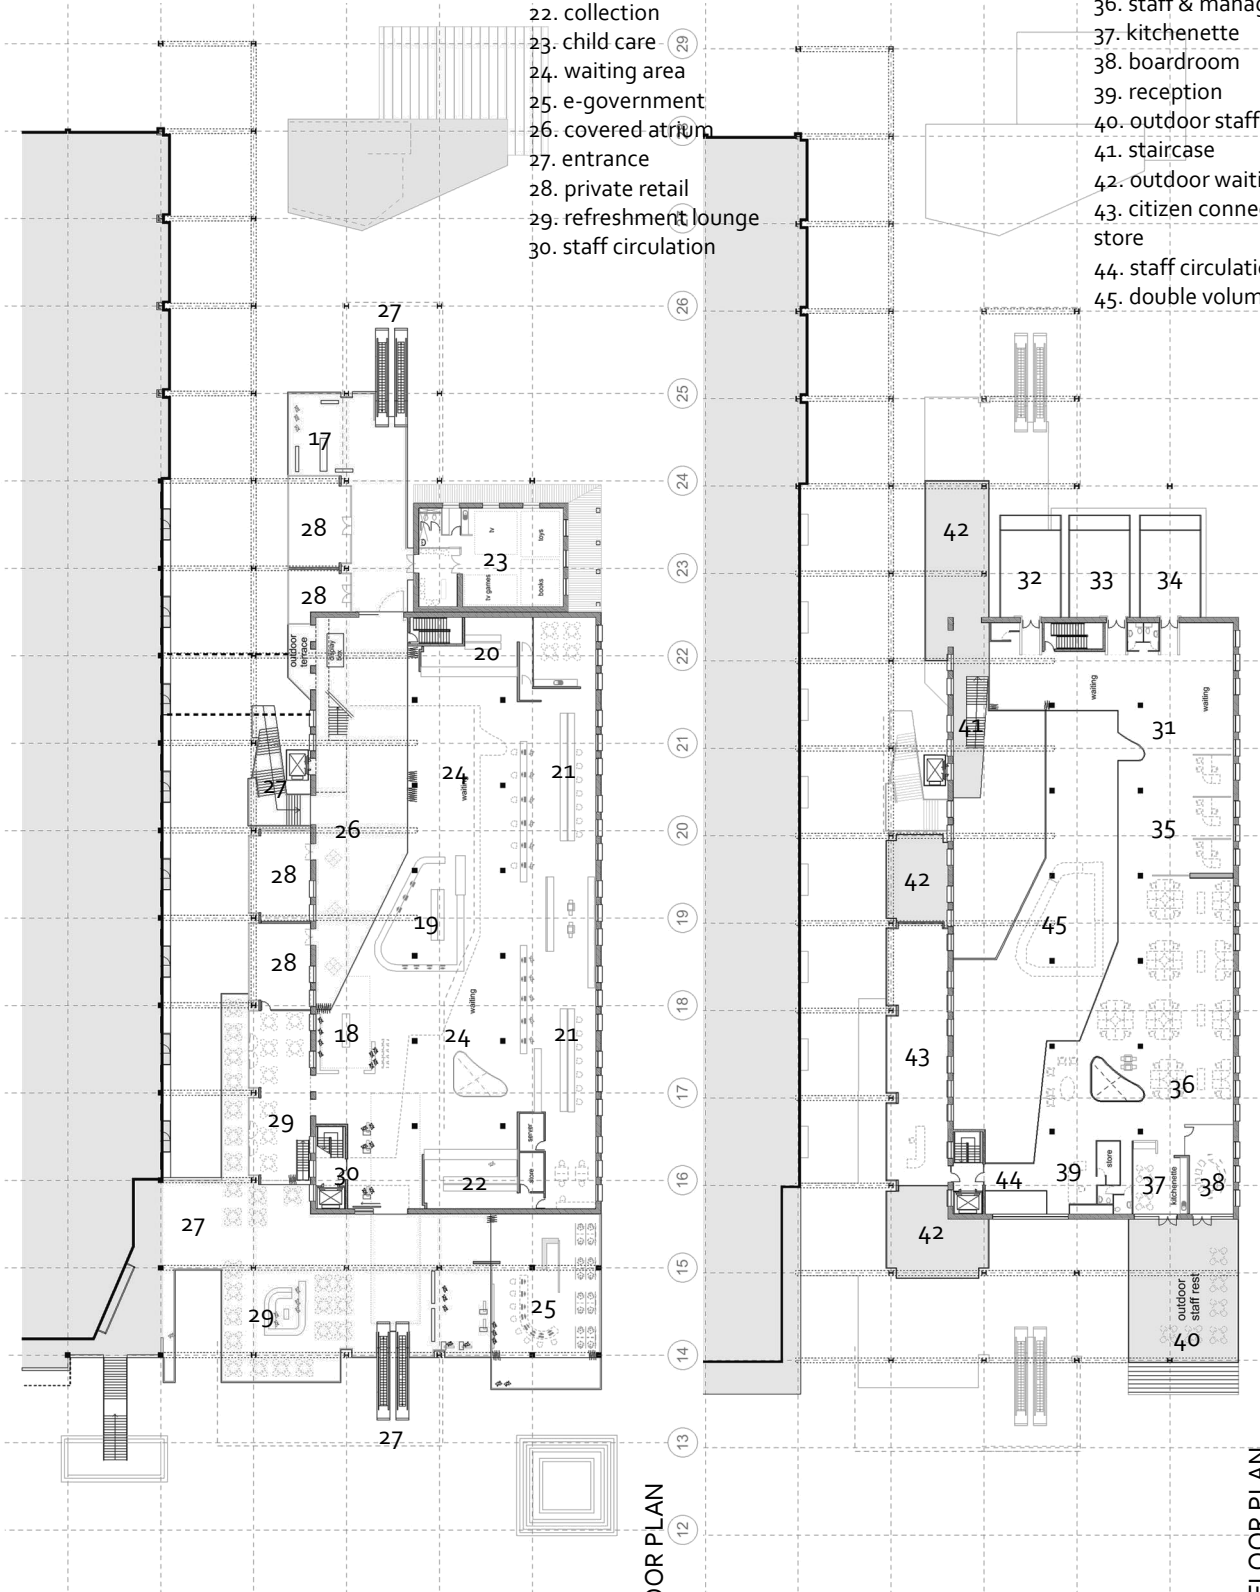 22. collection
23. child care
24. waiting area
25. e-government
26. covered atrium
27. entrance
28. private retail
29. refreshment lounge
30. staff circulation
37. kitchenette
38. boardroom
39. reception
40. outdoor staff
41. staircase
store
29
26
25
24
23
22
21
20
19
18
17
16
15
14
13
12
27
17
28
28
23
tv
toys
tv games
books
outdoor
terrace
display
box
20
24
waiting
21
27
26
28
19
28
waiting
18
24
21
29
server
30
22
store
27
29
25
27
42
32
33
34
waiting
waiting
31
41
35
42
45
43
36
store
44
39
37
kitchenette
38
42
outdoor
staff rest
40
PLAN
PLAN